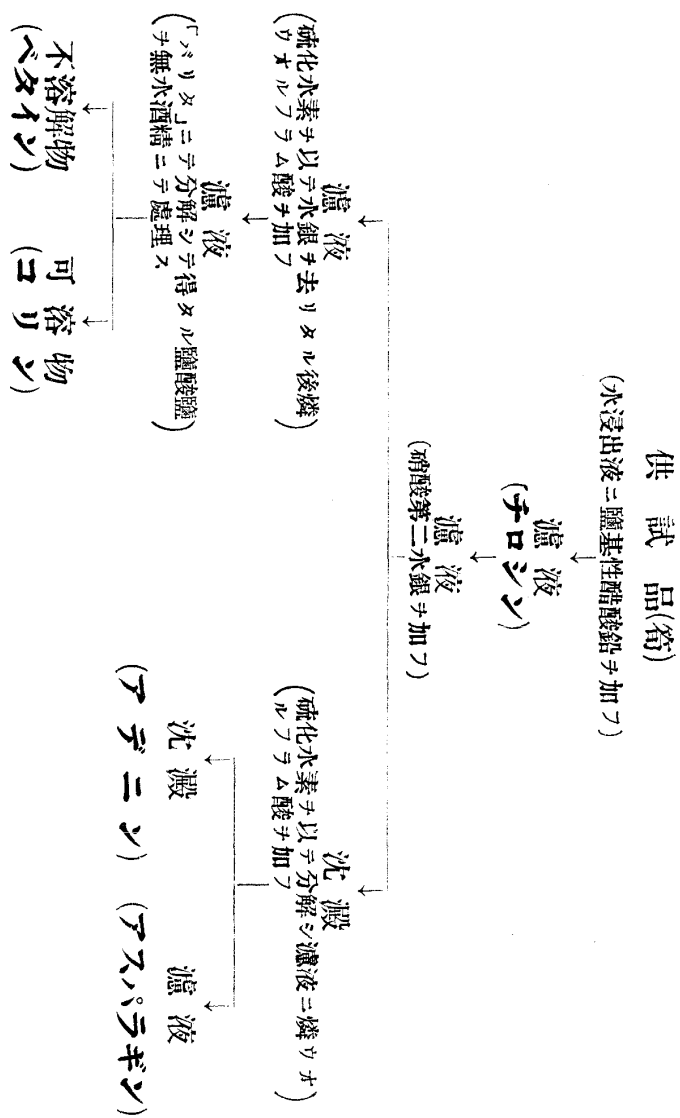 供試品(筍)
(水浸出液ニ鹽基性醋酸鉛ヲ加フ)
濾液
(チロシン)
濾液
(硝酸第二水銀ヲ加フ)
濾液
(硫化水素ヲ以テ水銀ヲ去リタル後燐
ウオルフラム酸ヲ加フ)
濾液
(「バリタ」ニテ分解シテ得タル鹽酸鹽
ヲ無水酒精ニテ處理ス)
不溶解物
(ベタイン)
可溶物
(コリン)
沈澱
(硫化水素ヲ以テ分解シ濾液ニ燐ウオ
ルフラム酸ヲ加フ)
沈澱
(アデニン)
濾液
(アスパラギン)